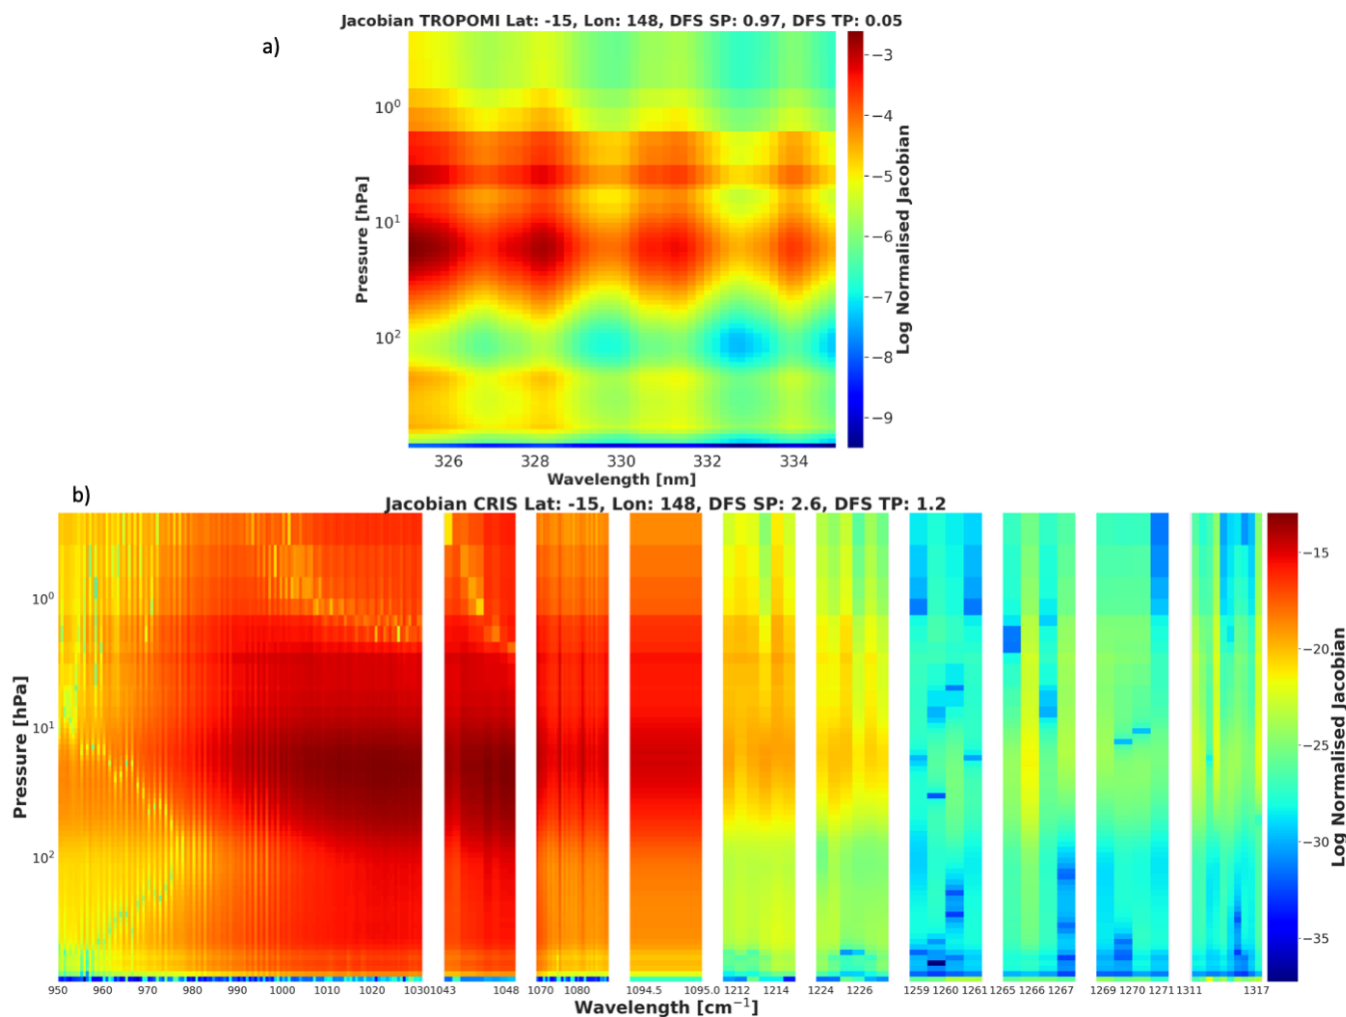 Jacobian TROPOMI Lat: -15, Lon: 148, DFS SP: 0.97, DFS TP: 0.05
a)
10⁰
10¹
10²
Pressure [hPa]
326 328 330 332 334
Wavelength [nm]
−3
−4
−5
−6
−7
−8
−9
Log Normalised Jacobian
b)
Jacobian CRIS Lat: -15, Lon: 148, DFS SP: 2.6, DFS TP: 1.2
10⁰
10¹
10²
Pressure [hPa]
950 960 970 980 990 1000 1010 1020 1030 1043 1048 1070 1080 1094.5 1095.0 1212 1214 1224 1226 1259 1260 1261 1265 1266 1267 1269 1270 1271 1311 1317
Wavelength [cm⁻¹]
−15
−20
−25
−30
−35
Log Normalised Jacobian